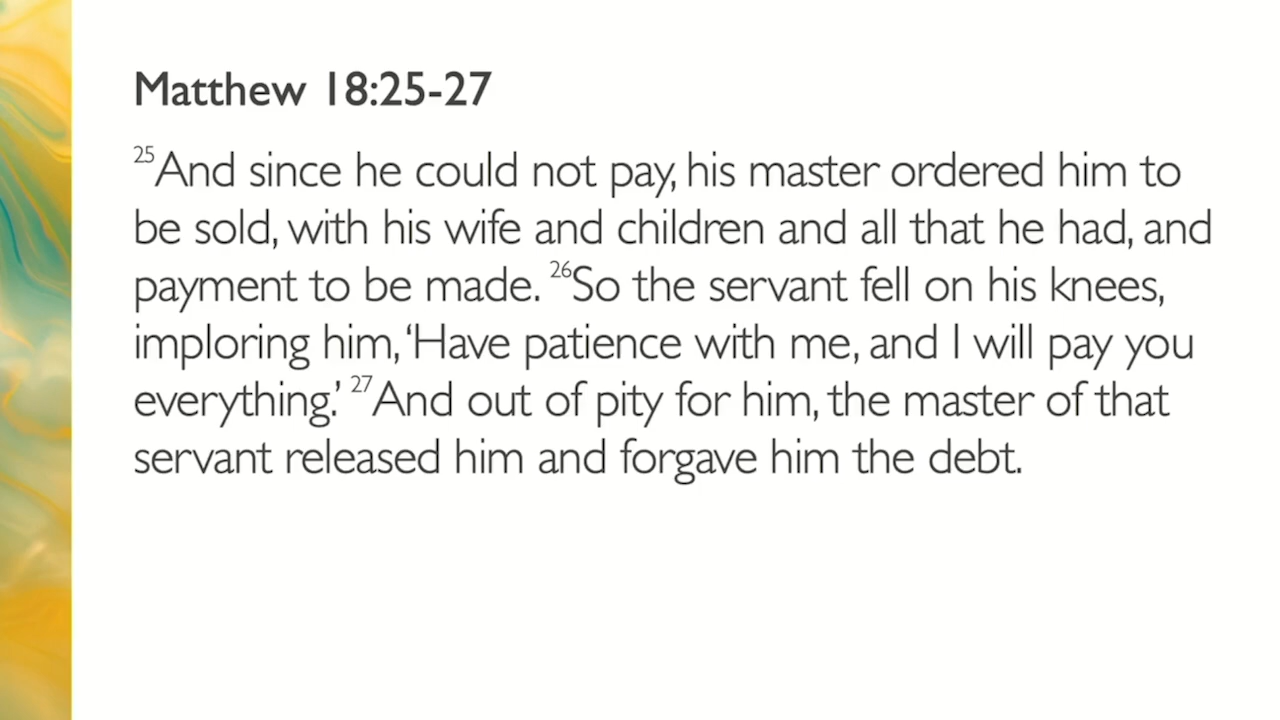 Matthew 18:25-27
25And since he could not pay, his master ordered him to
be sold, with his wife and children and all that he had, and
payment to be made. 26So the servant fell on his knees,
imploring him, ‘Have patience with me, and I will pay you
everything.’ 27And out of pity for him, the master of that
servant released him and forgave him the debt.